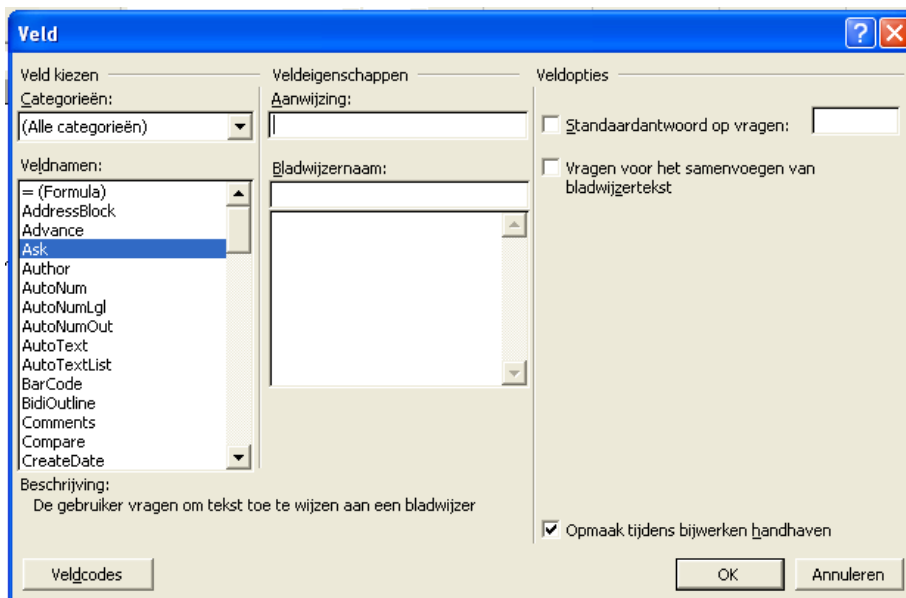 Veld
Veld kiezen
Categorieën:
(Alle categorieën)
Veldnamen:
= (Formula)
AddressBlock
Advance
Ask
Author
AutoNum
AutoNumLgl
AutoNumOut
AutoText
AutoTextList
BarCode
BidiOutline
Comments
Compare
CreateDate
Veldeigenschappen
Aanwijzing:
Bladwijzernaam:
Veldopties
Standaardantwoord op vragen:
Vragen voor het samenvoegen van
bladwijzertekst
Opmaak tijdens bijwerken handhaven
Beschrijving:
De gebruiker vragen om tekst toe te wijzen aan een bladwijzer
Veldcodes
OK
Annuleren